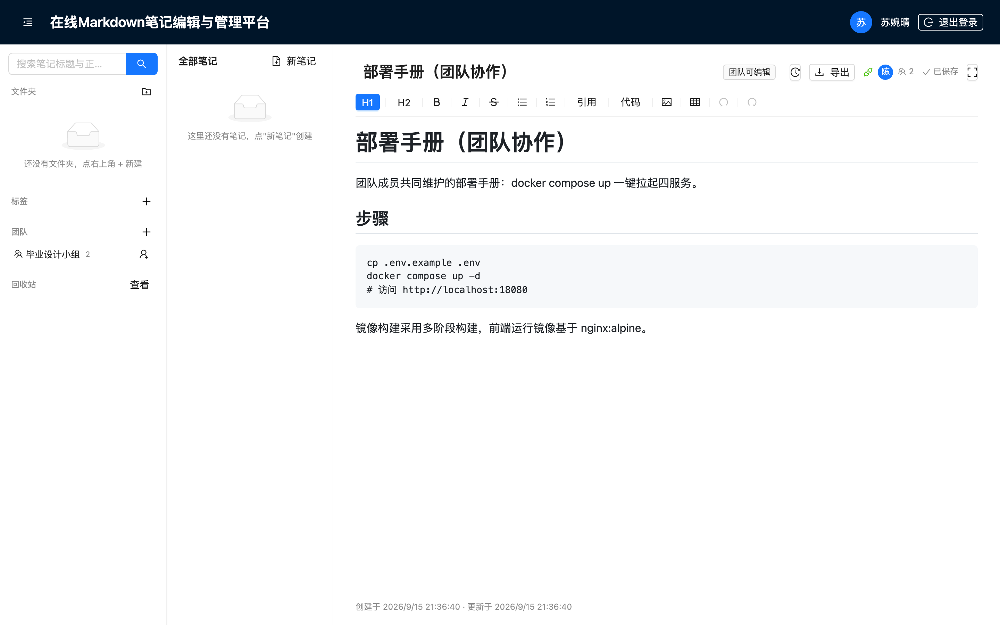 在线Markdown笔记编辑与管理平台
苏
苏婉晴
退出登录
搜索笔记标题与正...
文件夹
还没有文件夹，点右上角 + 新建
标签
团队
毕业设计小组 2
回收站
查看
全部笔记
新笔记
这里还没有笔记，点"新笔记"创建
部署手册（团队协作）
团队可编辑
导出
陈
2
已保存
H1
H2
B
I
S
引用
代码
部署手册（团队协作）
团队成员共同维护的部署手册：docker compose up 一键拉起四服务。
步骤
cp .env.example .env
docker compose up -d
# 访问 http://localhost:18080
镜像构建采用多阶段构建，前端运行镜像基于 nginx:alpine。
创建于 2026/9/15 21:36:40 · 更新于 2026/9/15 21:36:40